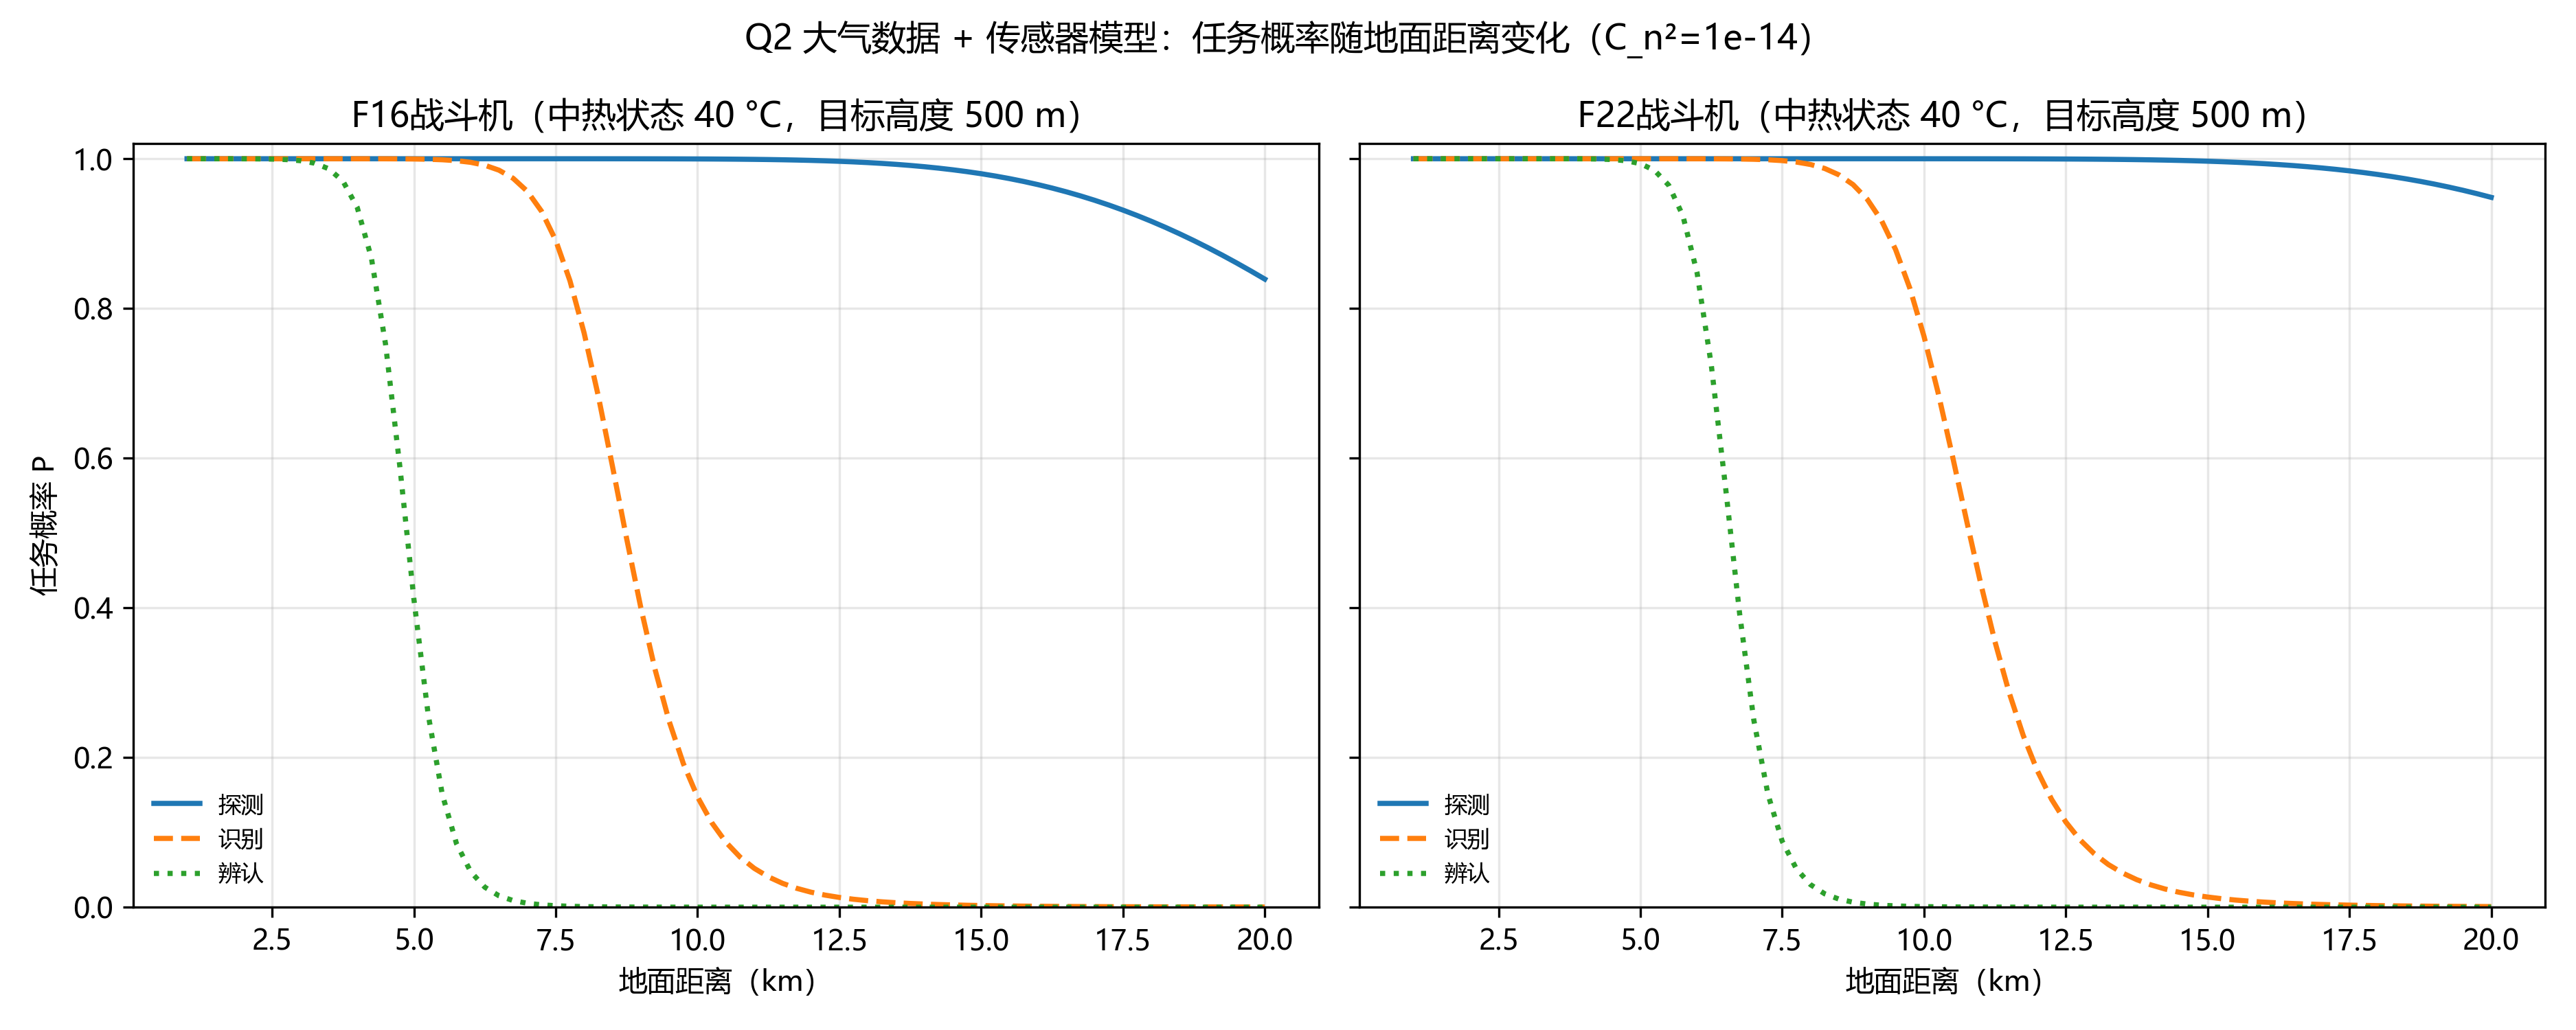 Q2 大气数据 + 传感器模型：任务概率随地面距离变化（C_n²=1e-14）
F16战斗机（中热状态 40 °C，目标高度 500 m）
1.0
0.8
0.6
0.4
0.2
0.0
任务概率 P
探测
识别
辨认
2.5 5.0 7.5 10.0 12.5 15.0 17.5 20.0
地面距离（km）
F22战斗机（中热状态 40 °C，目标高度 500 m）
探测
识别
辨认
2.5 5.0 7.5 10.0 12.5 15.0 17.5 20.0
地面距离（km）